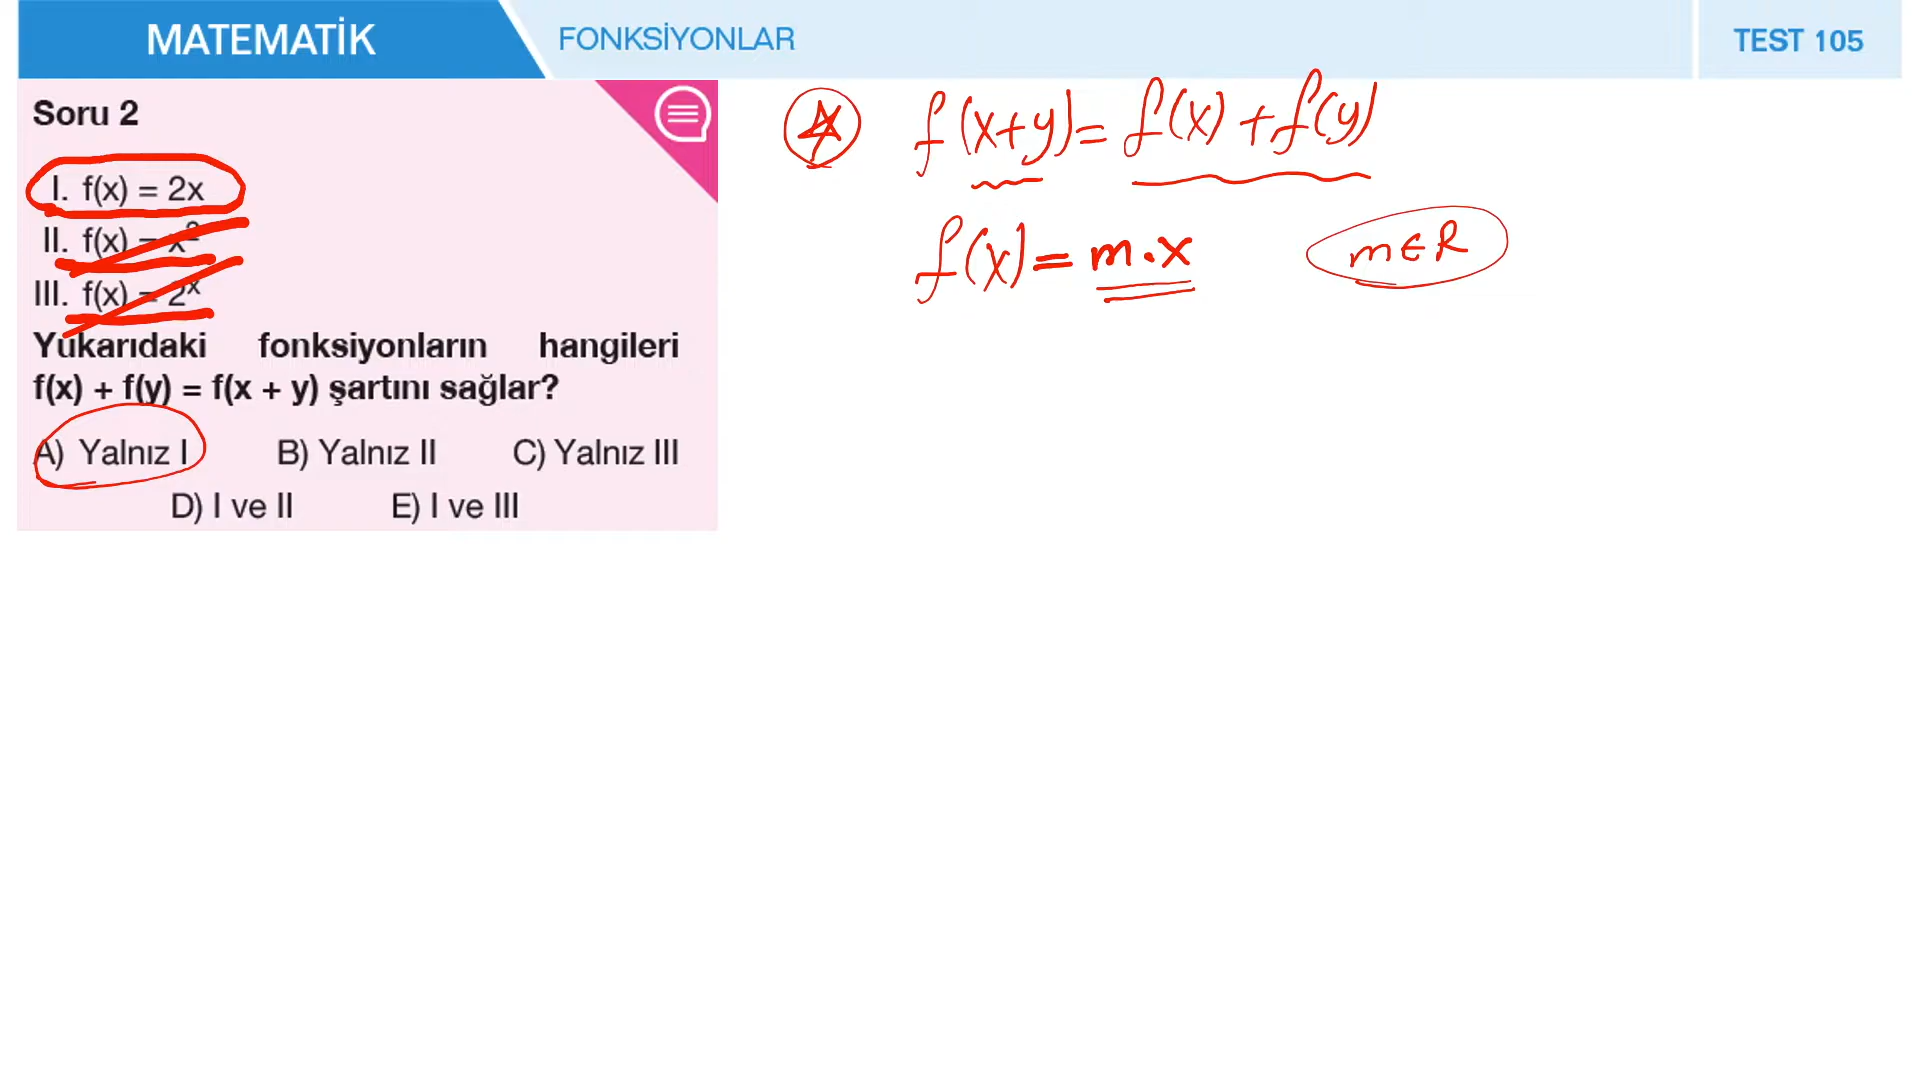 MATEMATİK
FONKSİYONLAR
TEST 105
Soru 2
I. f(x) = 2x
II. f(x) = x²
III. f(x) = 2ˣ
Yukarıdaki fonksiyonların hangileri
f(x) + f(y) = f(x + y) şartını sağlar?
A) Yalnız I B) Yalnız II C) Yalnız III
D) I ve II E) I ve III
f(x+y)= f(x)+f(y)
f(x)= m.x m∈R